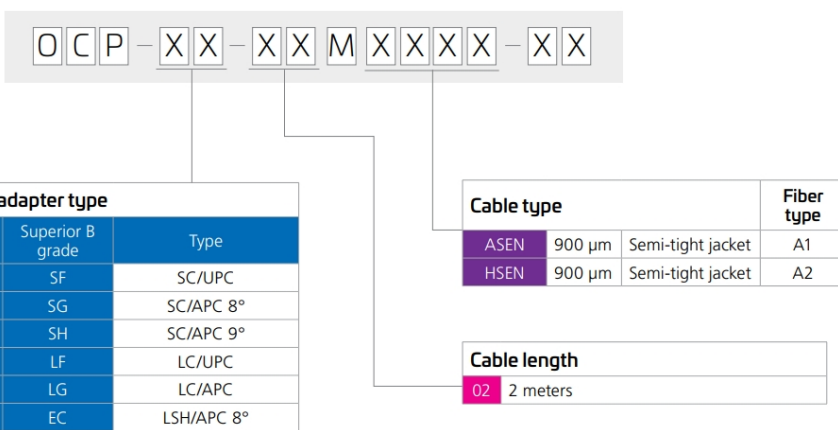 OCP – XX – XX M XXXX – XX
adapter type
Superior B grade Type
SF SC/UPC
SG SC/APC 8°
SH SC/APC 9°
LF LC/UPC
LG LC/APC
EC LSH/APC 8°
Cable type Fiber type
ASEN 900 µm Semi-tight jacket A1
HSEN 900 µm Semi-tight jacket A2
Cable length
02 2 meters